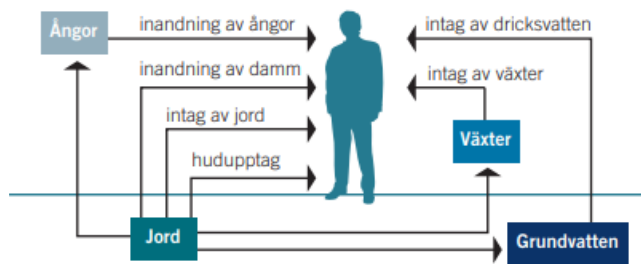 Ångor
inandning av ångor
intag av dricksvatten
inandning av damm
intag av växter
intag av jord
Växter
hudupptag
Jord
Grundvatten